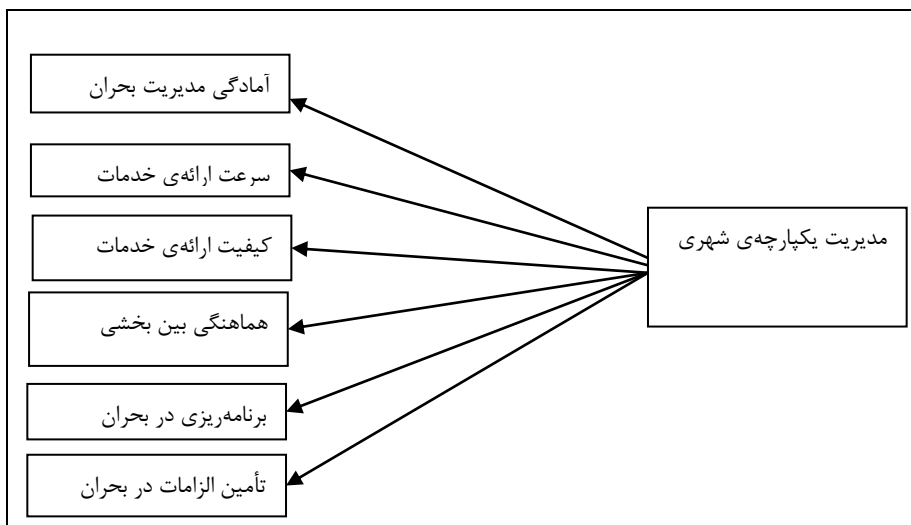 آمادگی مدیریت بحران
سرعت ارائه‌ی خدمات
مدیریت یکپارچه‌ی شهری
کیفیت ارائه‌ی خدمات
هماهنگی بین بخشی
برنامه‌ریزی در بحران
تأمین الزامات در بحران